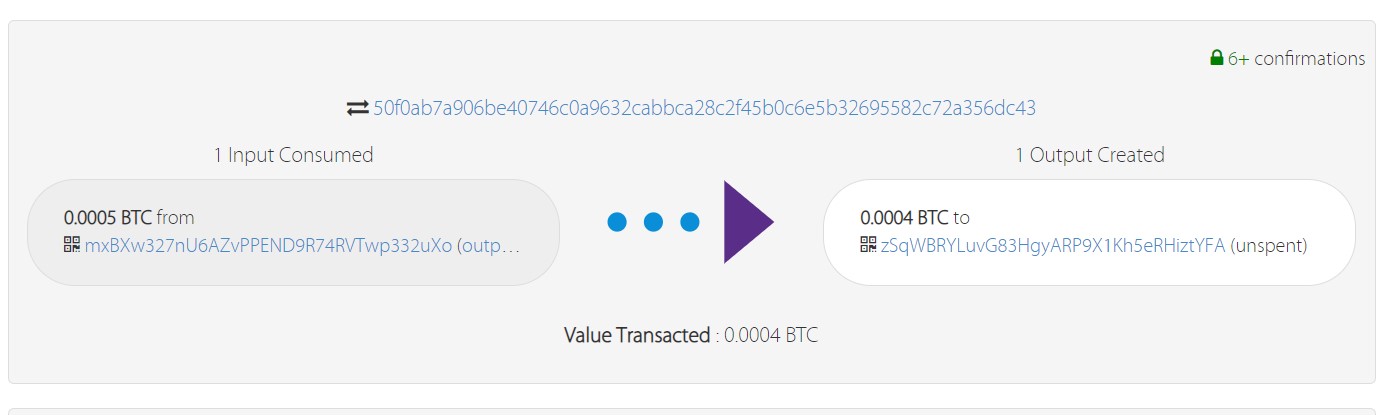 6+ confirmations
50f0ab7a906be40746c0a9632cabbca28c2f45b0c6e5b32695582c72a356dc43
1 Input Consumed
1 Output Created
0.0005 BTC from
mxBXw327nU6AZvPPEND9R74RVTwp332uXo (outp…
0.0004 BTC to
zSqWBRYLuvG83HgyARP9X1Kh5eRHiztYFA (unspent)
Value Transacted : 0.0004 BTC